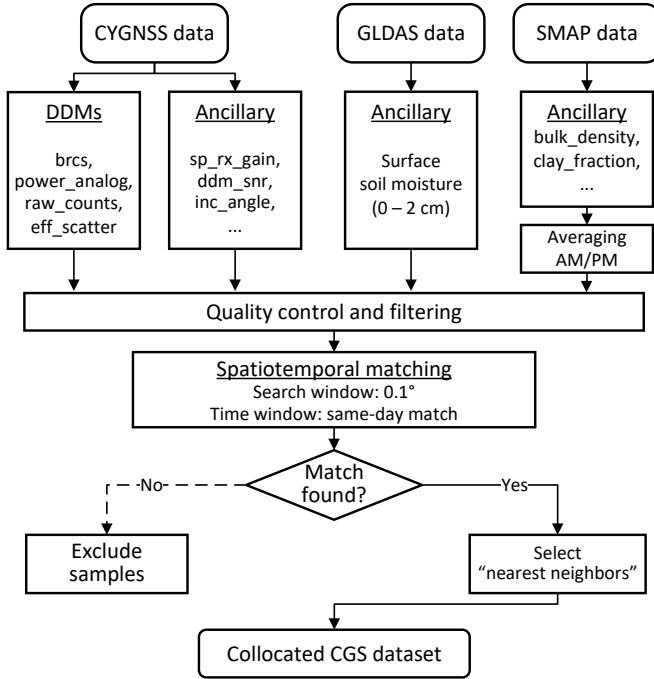 CYGNSS data
GLDAS data
SMAP data
DDMs
brcs,
power_analog,
raw_counts,
eff_scatter
Ancillary
sp_rx_gain,
ddm_snr,
inc_angle,
...
Ancillary
Surface
soil moisture
(0 – 2 cm)
Ancillary
bulk_density,
clay_fraction,
...
Averaging
AM/PM
Quality control and filtering
Spatiotemporal matching
Search window: 0.1°
Time window: same-day match
Match
found?
No
Yes
Exclude
samples
Select
“nearest neighbors”
Collocated CGS dataset